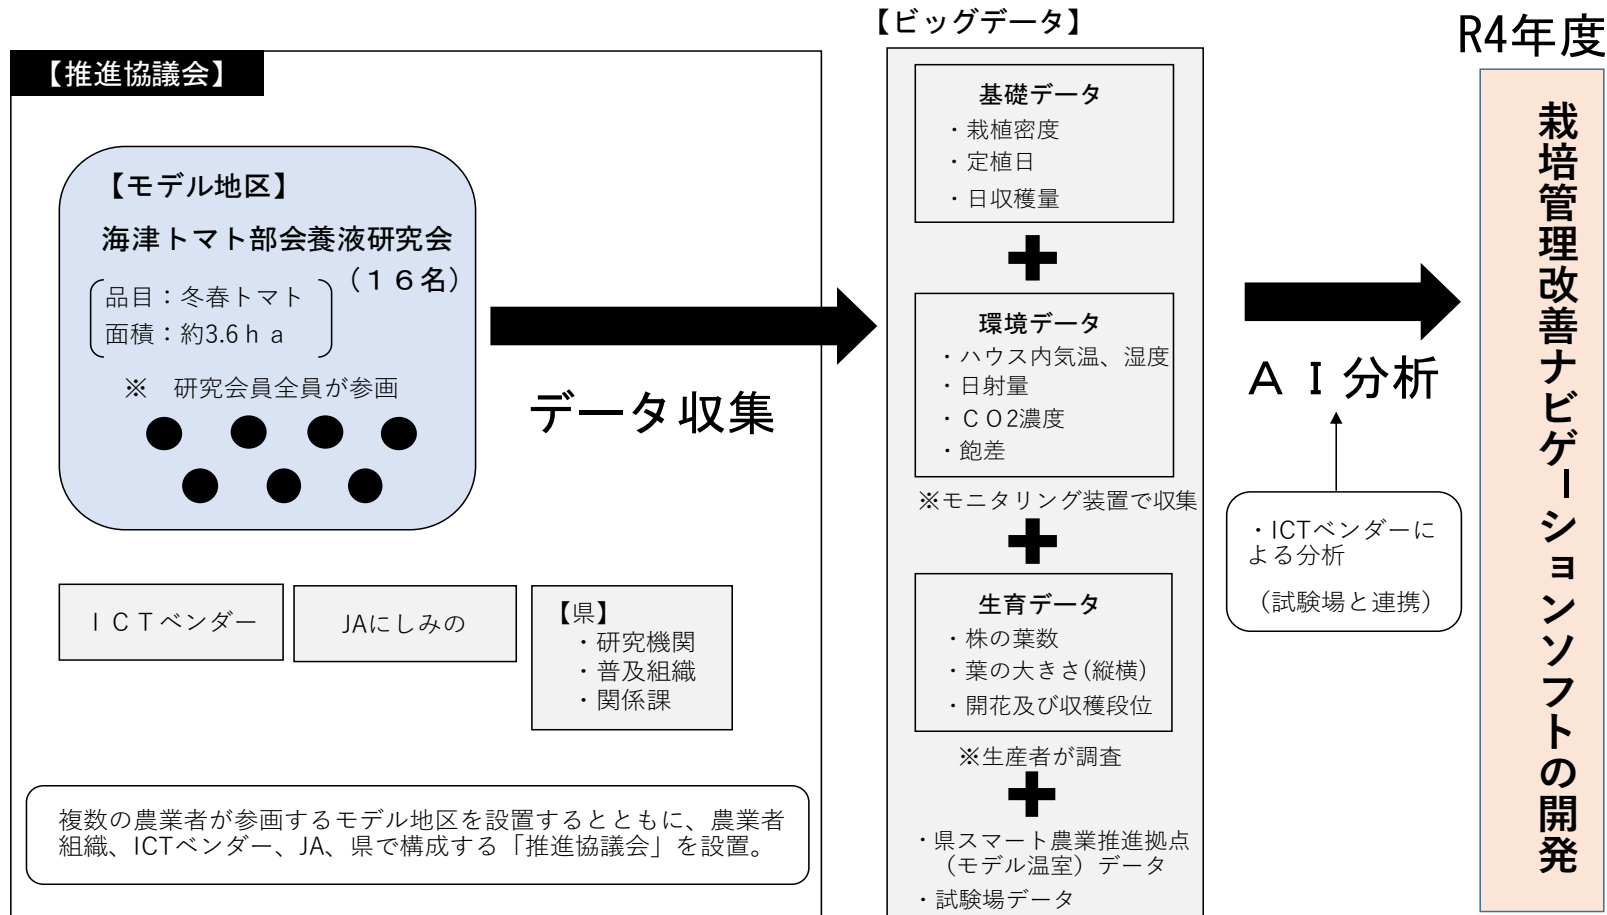 【推進協議会】
【モデル地区】
海津トマト部会養液研究会
（１６名）
品目：冬春トマト
面積：約3.6ｈａ
※　研究会員全員が参画
ＩＣＴベンダー
JAにしみの
【県】
・研究機関
・普及組織
・関係課
複数の農業者が参画するモデル地区を設置するとともに、農業者
組織、ICTベンダー、JA、県で構成する「推進協議会」を設置。
データ収集
【ビッグデータ】
基礎データ
・栽植密度
・定植日
・日収穫量
環境データ
・ハウス内気温、湿度
・日射量
・ＣＯ2濃度
・飽差
※モニタリング装置で収集
生育データ
・株の葉数
・葉の大きさ(縦横)
・開花及び収穫段位
※生産者が調査
・県スマート農業推進拠点
（モデル温室）データ
・試験場データ
ＡＩ分析
・ICTベンダーに
よる分析
（試験場と連携）
R4年度
栽培管理改善ナビゲーションソフトの開発